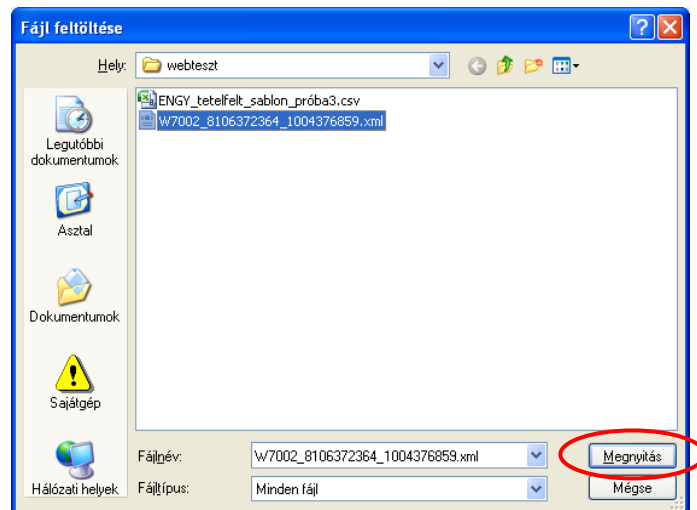 Fájl feltöltése
Hely:
webteszt
ENGY_tetelfelt_sablon_próba3.csv
W7002_8106372364_1004376859.xml
Legutóbbi
dokumentumok
Asztal
Dokumentumok
Sajátgép
Hálózati helyek
Fájlnév:
W7002_8106372364_1004376859.xml
Megnyitás
Fájltípus:
Minden fájl
Mégse